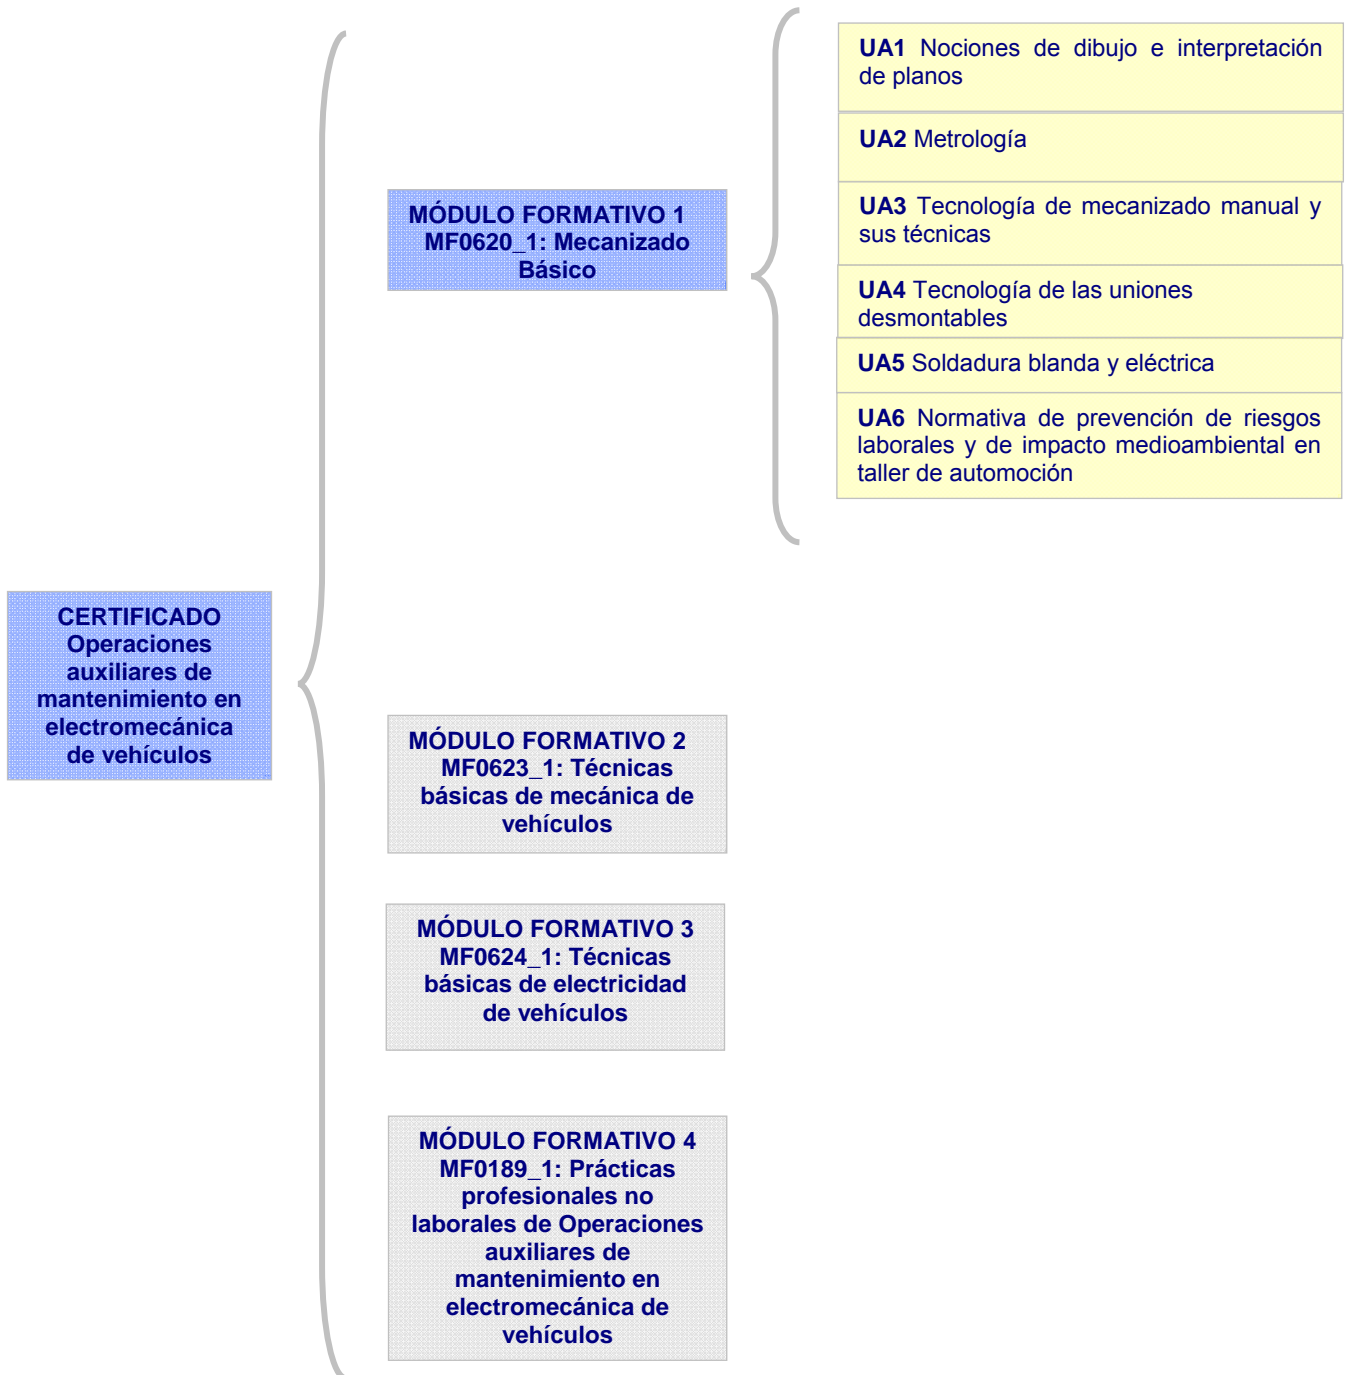 CERTIFICADO
Operaciones
auxiliares de
mantenimiento en
electromecánica
de vehículos
MÓDULO FORMATIVO 1
MF0620_1: Mecanizado
Básico
UA1 Nociones de dibujo e interpretación
de planos
UA2 Metrología
UA3 Tecnología de mecanizado manual y
sus técnicas
UA4 Tecnología de las uniones
desmontables
UA5 Soldadura blanda y eléctrica
UA6 Normativa de prevención de riesgos
laborales y de impacto medioambiental en
taller de automoción
MÓDULO FORMATIVO 2
MF0623_1: Técnicas
básicas de mecánica de
vehículos
MÓDULO FORMATIVO 3
MF0624_1: Técnicas
básicas de electricidad
de vehículos
MÓDULO FORMATIVO 4
MF0189_1: Prácticas
profesionales no
laborales de Operaciones
auxiliares de
mantenimiento en
electromecánica de
vehículos